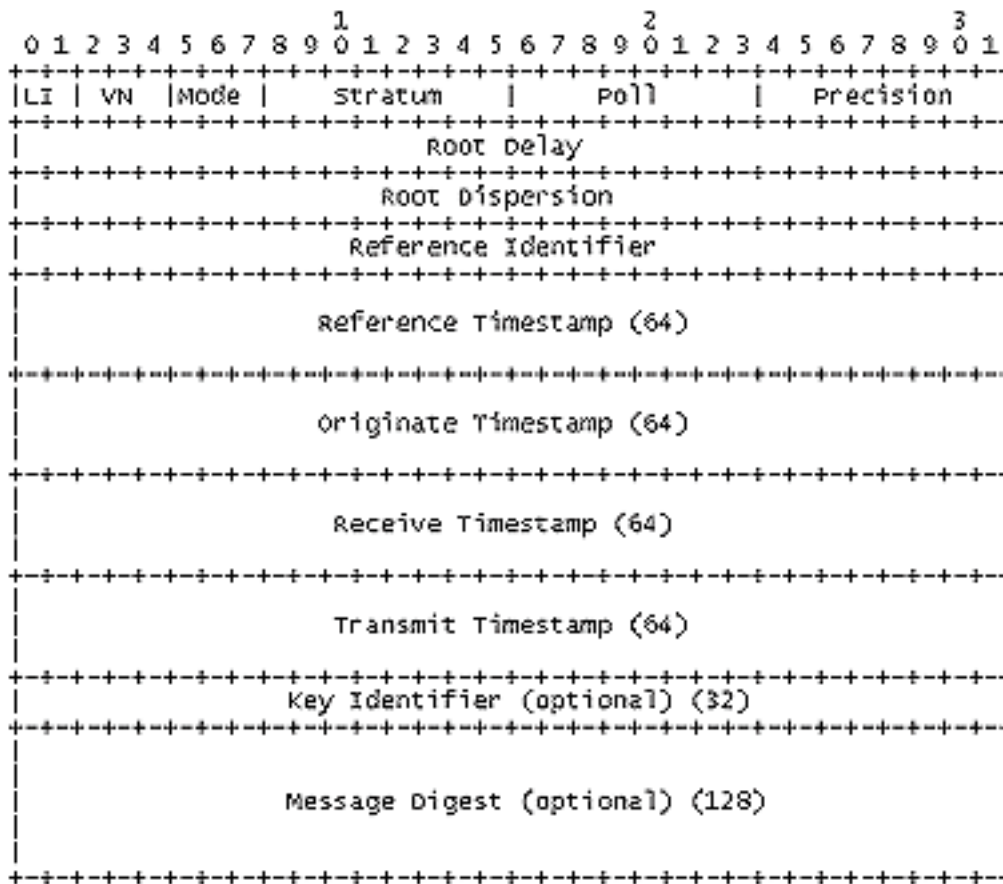 1 2 3
0 1 2 3 4 5 6 7 8 9 0 1 2 3 4 5 6 7 8 9 0 1 2 3 4 5 6 7 8 9 0 1
|LI | VN |Mode | Stratum | Poll | Precision
Root Delay
Root Dispersion
Reference Identifier
Reference Timestamp (64)
Originate Timestamp (64)
Receive Timestamp (64)
Transmit Timestamp (64)
Key Identifier (optional) (32)
Message Digest (optional) (128)